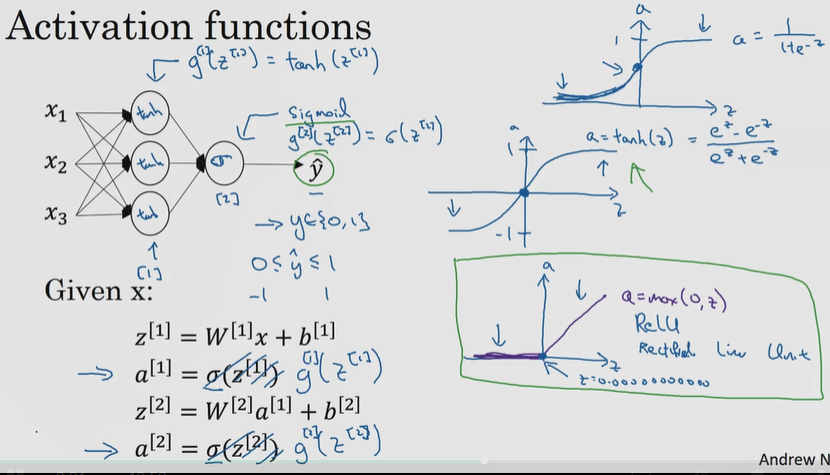 Activation functions
g^[1](z^[1]) = tanh(z^[1])
x1
x2
x3
tanh
tanh
tanh
[1]
Sigmoid
g^[2](z^[2]) = σ(z^[2])
σ
[2]
ŷ
→ y∈{0,1}
0 ≤ ŷ ≤ 1
-1 1
Given x:
z^[1] = W^[1]x + b^[1]
→ a^[1] = σ(z^[1]) g^[1](z^[1])
z^[2] = W^[2]a^[1] + b^[2]
→ a^[2] = σ(z^[2]) g^[2](z^[2])
a
1
z
a = 1/(1+e^-z)
a
1
-1
z
a=tanh(z) = (e^z - e^-z)/(e^z + e^-z)
a
z
a=max(0,z)
ReLU
Rectified Linear Unit
z=0.00000000000
Andrew N